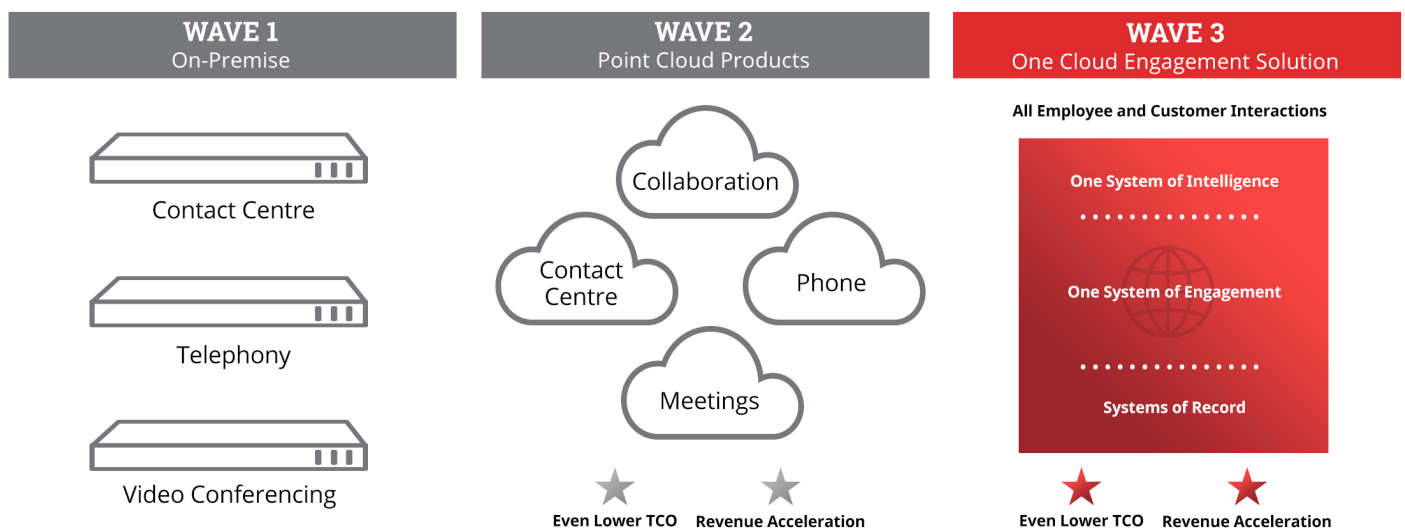 WAVE 1
On-Premise
Contact Centre
Telephony
Video Conferencing
WAVE 2
Point Cloud Products
Collaboration
Contact
Centre
Phone
Meetings
Even Lower TCO
Revenue Acceleration
WAVE 3
One Cloud Engagement Solution
All Employee and Customer Interactions
One System of Intelligence
One System of Engagement
Systems of Record
Even Lower TCO
Revenue Acceleration